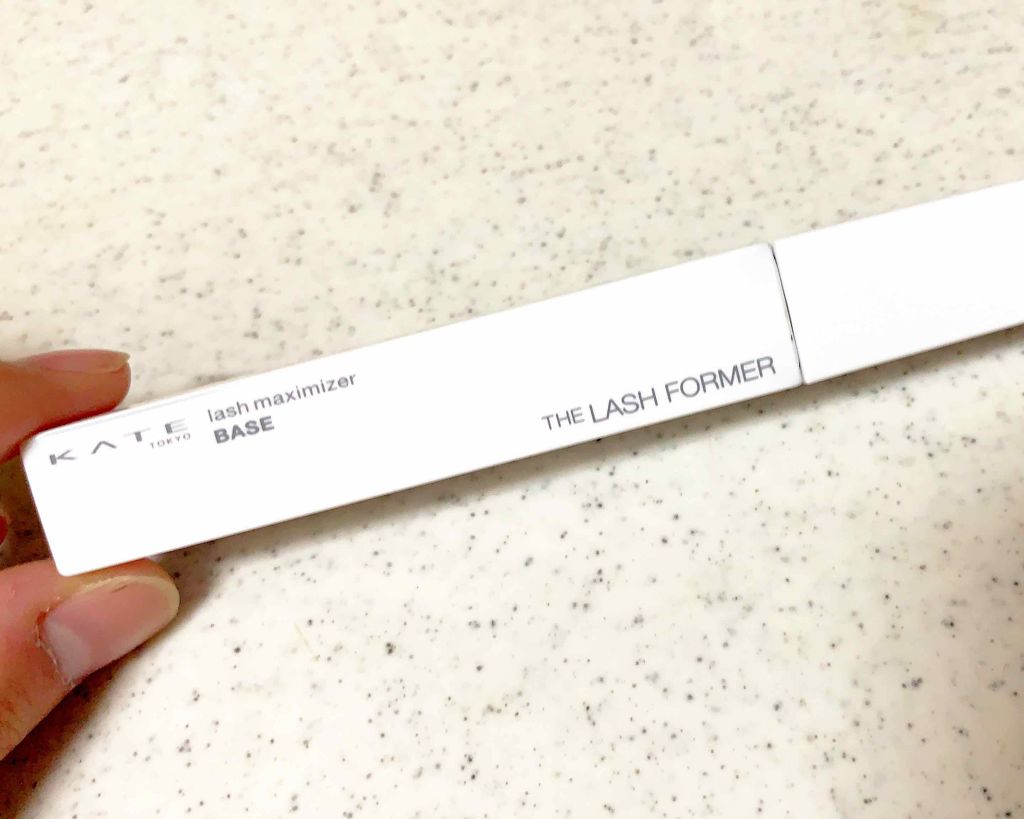 KATE
TOKYO
lash maximizer
BASE
THE LASH FORMER